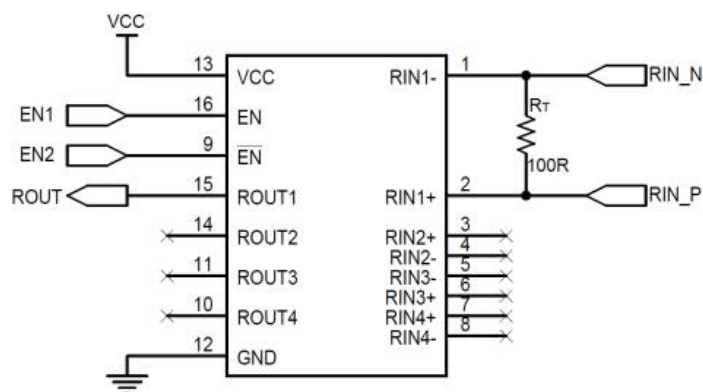 VCC
13 VCC
EN1 16 EN
EN2 9 EN
ROUT 15 ROUT1
14 ROUT2
11 ROUT3
10 ROUT4
12 GND
RIN1- 1 RIN_N
RT
100R
RIN1+ 2 RIN_P
RIN2+ 3
RIN2- 4
RIN3- 5
RIN3+ 6
RIN4+ 7
RIN4- 8